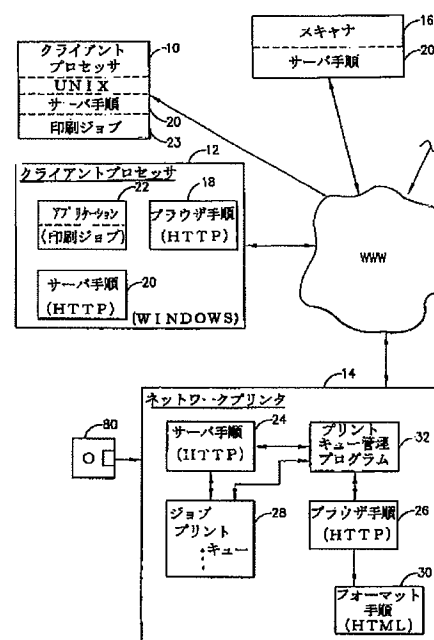 クライアント
プロセッサ
UNIX
サーバ手順
印刷ジョブ
10
20
23
スキャナ
サーバ手順
16
20
12
クライアントプロセッサ
22
アプリケーション
(印刷ジョブ)
18
ブラウザ手順
(HTTP)
サーバ手順
(HTTP)
20
(WINDOWS)
WWW
14
ネットワークプリンタ
80
24
サーバ手順
(HTTP)
プリント
キュー管理
プログラム
32
ジョブ
プリント
キュー
28
ブラウザ手順
(HTTP)
26
30
フォーマット
手順
(HTML)